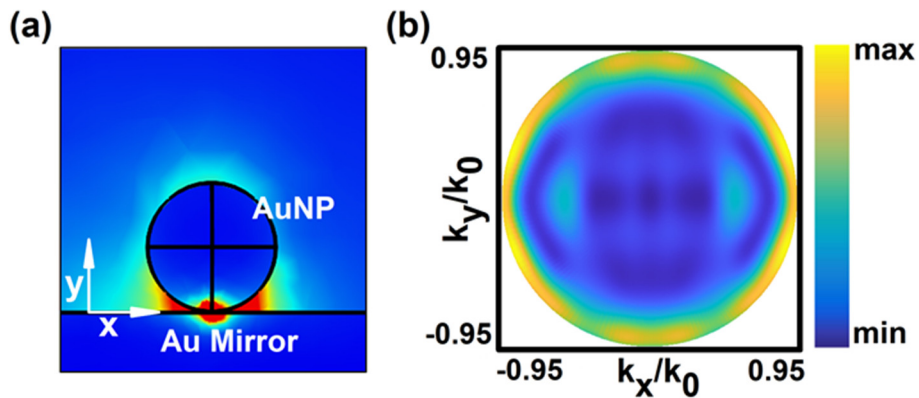 (a)
AuNP
y
x
Au Mirror
(b)
0.95
ky/k0
-0.95
-0.95
kx/k0
0.95
max
min